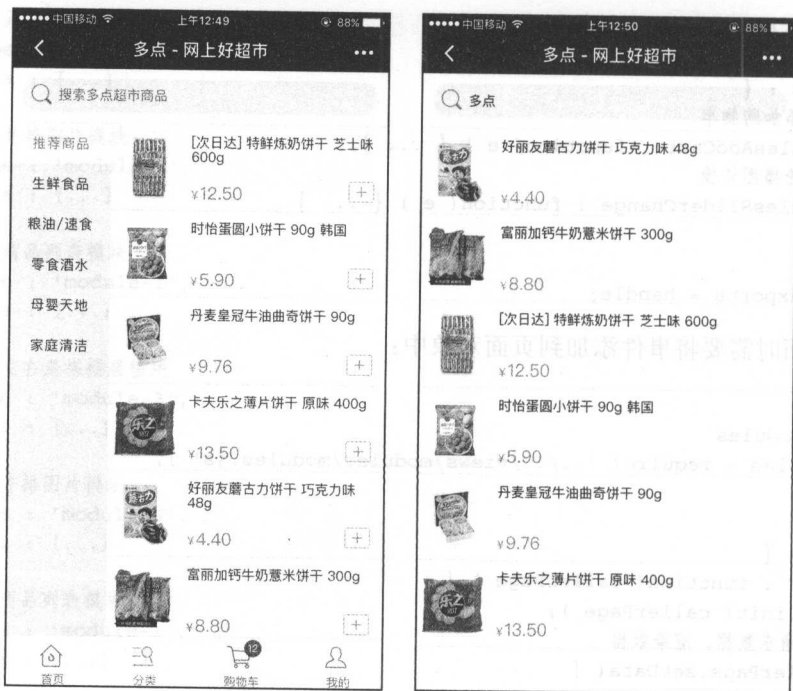 中国移动 上午12:49 88%
多点 - 网上好超市
搜索多点超市商品
推荐商品
生鲜食品
粮油/速食
零食酒水
母婴天地
家庭清洁
[次日达] 特鲜炼奶饼干 芝士味
600g
¥12.50
时怡蛋圆小饼干 90g 韩国
¥5.90
丹麦皇冠牛油曲奇饼干 90g
¥9.76
卡夫乐之薄片饼干 原味 400g
乐之
¥13.50
好丽友蘑古力饼干 巧克力味
48g
蘑古力
¥4.40
富丽加钙牛奶薏米饼干 300g
¥8.80
首页
分类
12
购物车
我的
中国移动 上午12:50 88%
多点 - 网上好超市
多点
好丽友蘑古力饼干 巧克力味 48g
蘑古力
¥4.40
富丽加钙牛奶薏米饼干 300g
¥8.80
[次日达] 特鲜炼奶饼干 芝士味 600g
¥12.50
时怡蛋圆小饼干 90g 韩国
¥5.90
丹麦皇冠牛油曲奇饼干 90g
¥9.76
卡夫乐之薄片饼干 原味 400g
乐之
¥13.50